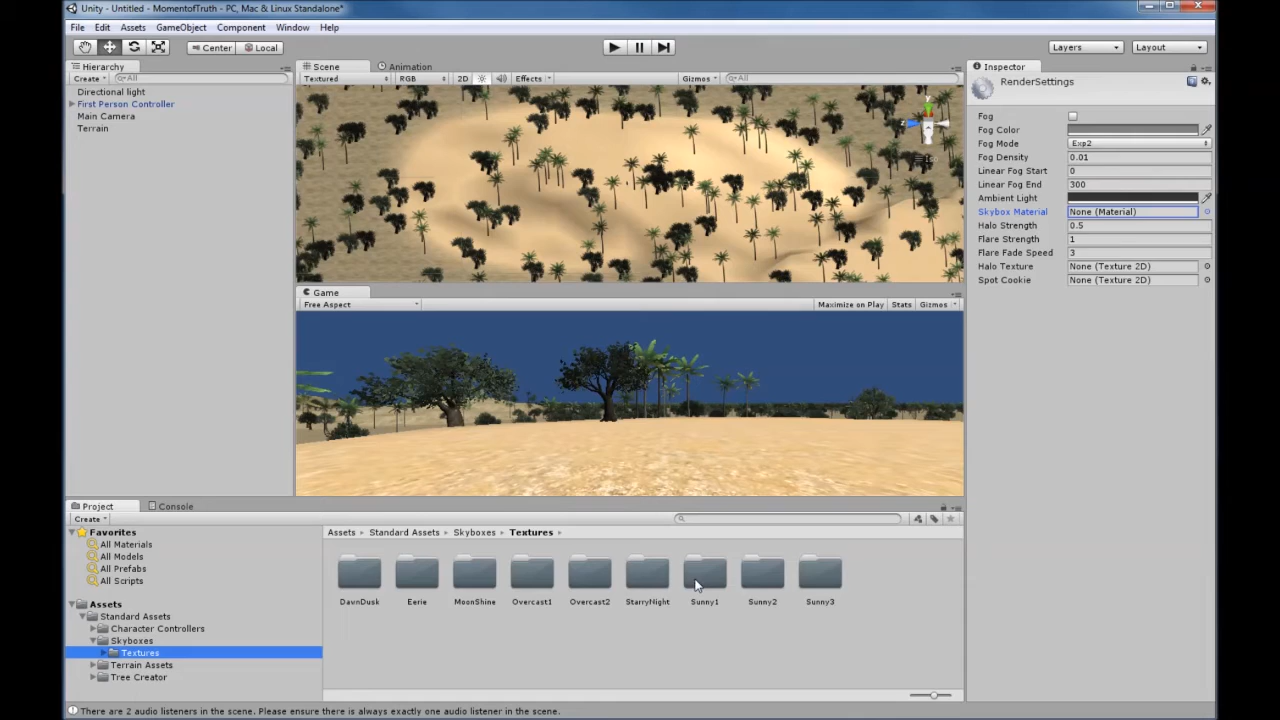 Unity - Untitled - MomentofTruth - PC, Mac & Linux Standalone*
File Edit Assets GameObject Component Window Help
Center Local Layers Layout
Hierarchy
Create All
Directional light
First Person Controller
Main Camera
Terrain
Scene Animation
Textured RGB 2D Effects Gizmos All
y
z
Game
Free Aspect Maximize on Play Stats Gizmos
Inspector
RenderSettings
Fog
Fog Color
Fog Mode Exp2
Fog Density 0.01
Linear Fog Start 0
Linear Fog End 300
Ambient Light
Skybox Material None (Material)
Halo Strength 0.5
Flare Strength 1
Flare Fade Speed 3
Halo Texture None (Texture 2D)
Spot Cookie None (Texture 2D)
Project Console
Create
Favorites
All Materials
All Models
All Prefabs
All Scripts
Assets
Standard Assets
Character Controllers
Skyboxes
Textures
Terrain Assets
Tree Creator
Assets Standard Assets Skyboxes Textures
DawnDusk Eerie MoonShine Overcast1 Overcast2 StarryNight Sunny1 Sunny2 Sunny3
There are 2 audio listeners in the scene. Please ensure there is always exactly one audio listener in the scene.